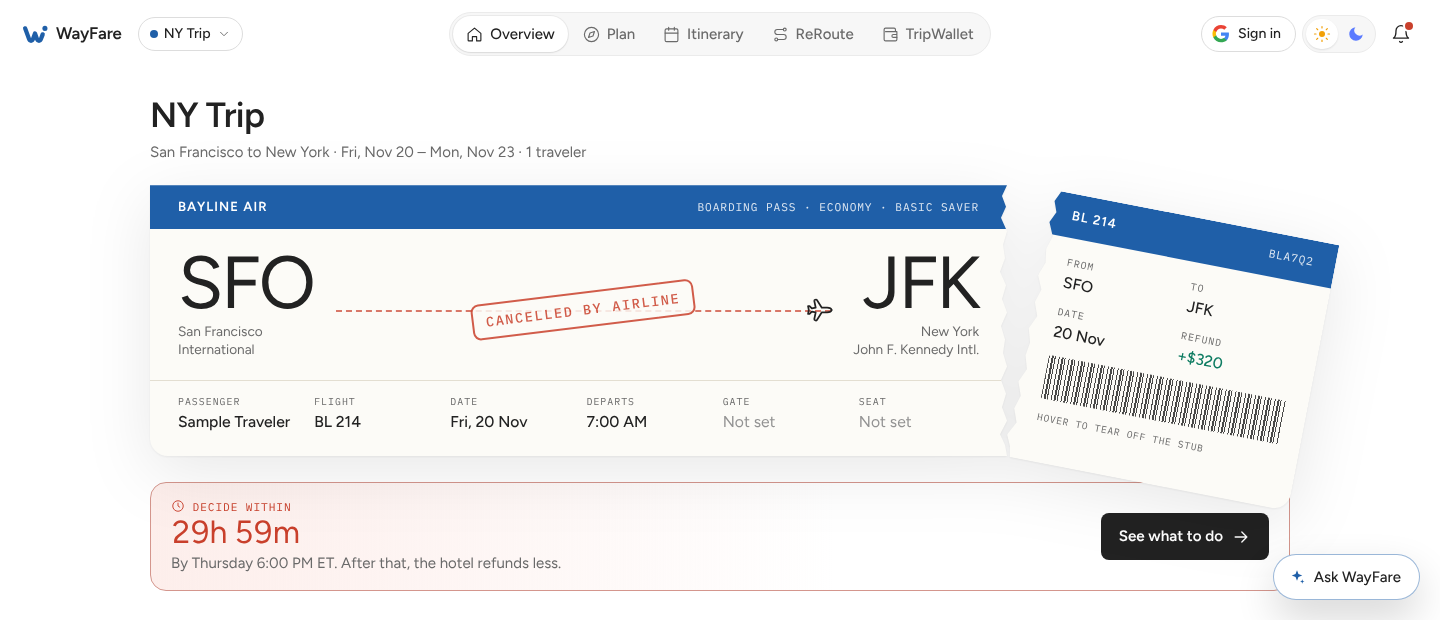 WayFare
NY Trip
Overview
Plan
Itinerary
ReRoute
TripWallet
Sign in
NY Trip
San Francisco to New York · Fri, Nov 20 – Mon, Nov 23 · 1 traveler
BAYLINE AIR
BOARDING PASS · ECONOMY · BASIC SAVER
SFO
San Francisco
International
CANCELLED BY AIRLINE
JFK
New York
John F. Kennedy Intl.
PASSENGER
Sample Traveler
FLIGHT
BL 214
DATE
Fri, 20 Nov
DEPARTS
7:00 AM
GATE
Not set
SEAT
Not set
BL 214
BLA7Q2
FROM
SFO
TO
JFK
DATE
20 Nov
REFUND
+$320
HOVER TO TEAR OFF THE STUB
DECIDE WITHIN
29h 59m
By Thursday 6:00 PM ET. After that, the hotel refunds less.
See what to do
Ask WayFare